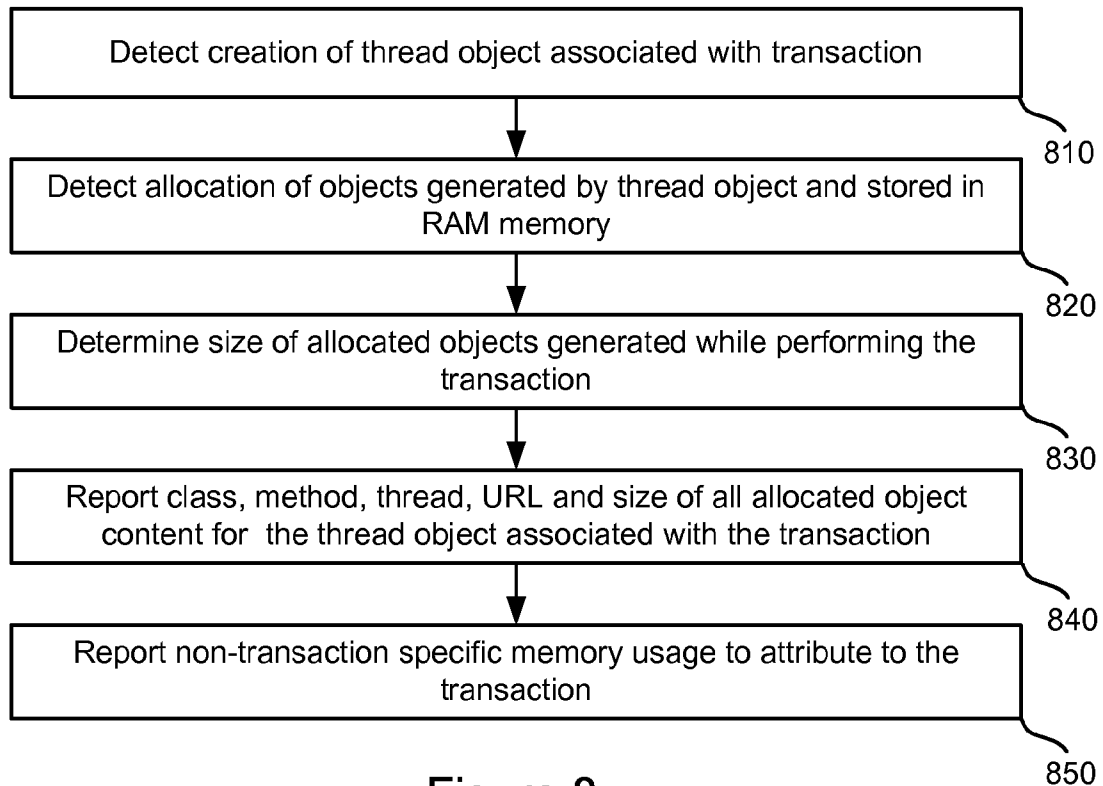 Detect creation of thread object associated with transaction
810
Detect allocation of objects generated by thread object and stored in
RAM memory
820
Determine size of allocated objects generated while performing the
transaction
830
Report class, method, thread, URL and size of all allocated object
content for the thread object associated with the transaction
840
Report non-transaction specific memory usage to attribute to the
transaction
850